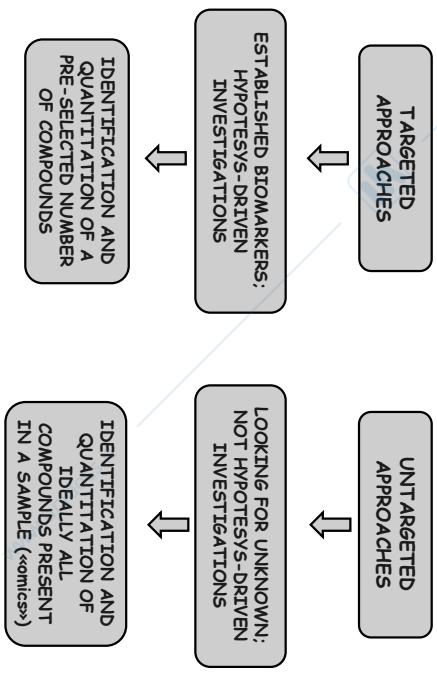 TARGETED
APPROACHES
ESTABLISHED BIOMARKERS;
HYPOTESYS-DRIVEN
INVESTIGATIONS
IDENTIFICATION AND
QUANTITATION OF A
PRE-SELECTED NUMBER
OF COMPOUNDS
UNTARGETED
APPROACHES
LOOKING FOR UNKNOWN;
NOT HYPOTESYS-DRIVEN
INVESTIGATIONS
IDENTIFICATION AND
QUANTITATION OF
IDEALLY ALL
COMPOUNDS PRESENT
IN A SAMPLE («omics»)